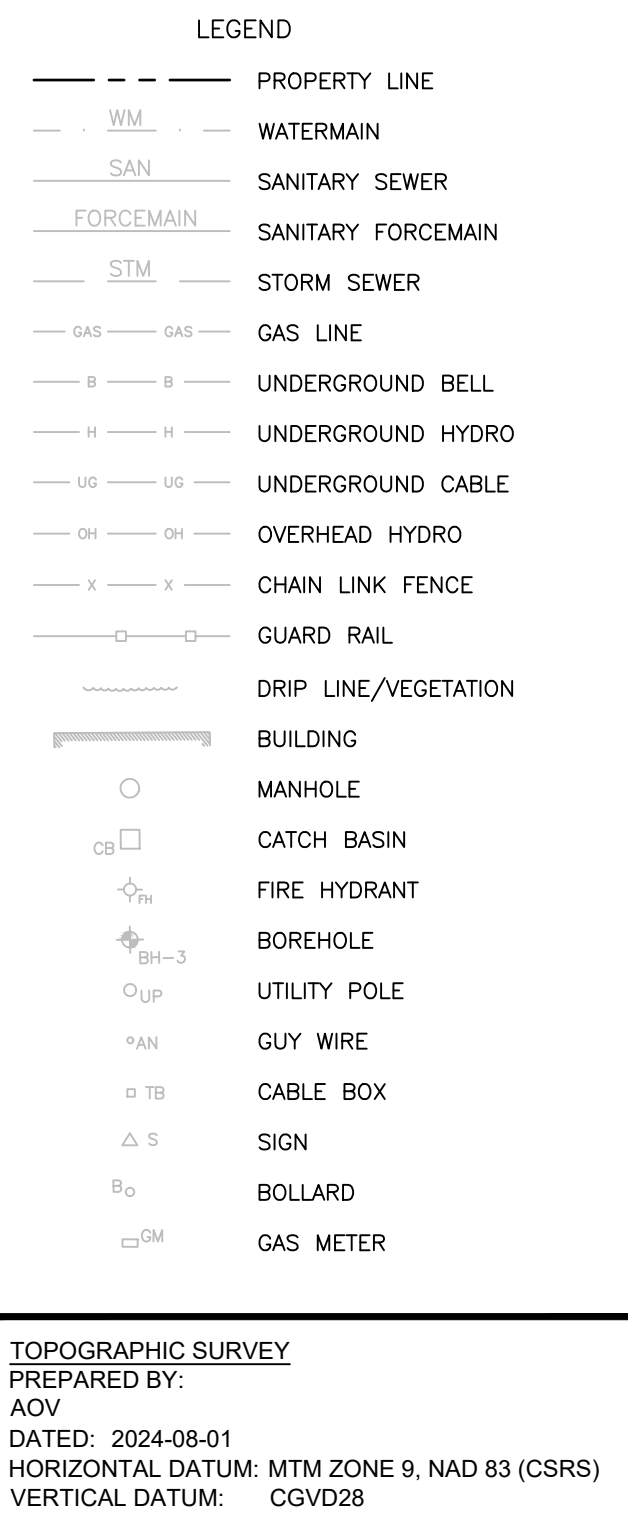 LEGEND
PROPERTY LINE
WM WATERMAIN
SAN SANITARY SEWER
FORCEMAIN SANITARY FORCEMAIN
STM STORM SEWER
GAS GAS GAS LINE
B B UNDERGROUND BELL
H H UNDERGROUND HYDRO
UG UG UNDERGROUND CABLE
OH OH OVERHEAD HYDRO
X X CHAIN LINK FENCE
GUARD RAIL
DRIP LINE/VEGETATION
BUILDING
MANHOLE
CB CATCH BASIN
FH FIRE HYDRANT
BH-3 BOREHOLE
UP UTILITY POLE
AN GUY WIRE
TB CABLE BOX
S SIGN
B BOLLARD
GM GAS METER
TOPOGRAPHIC SURVEY
PREPARED BY:
AOV
DATED: 2024-08-01
HORIZONTAL DATUM: MTM ZONE 9, NAD 83 (CSRS)
VERTICAL DATUM: CGVD28